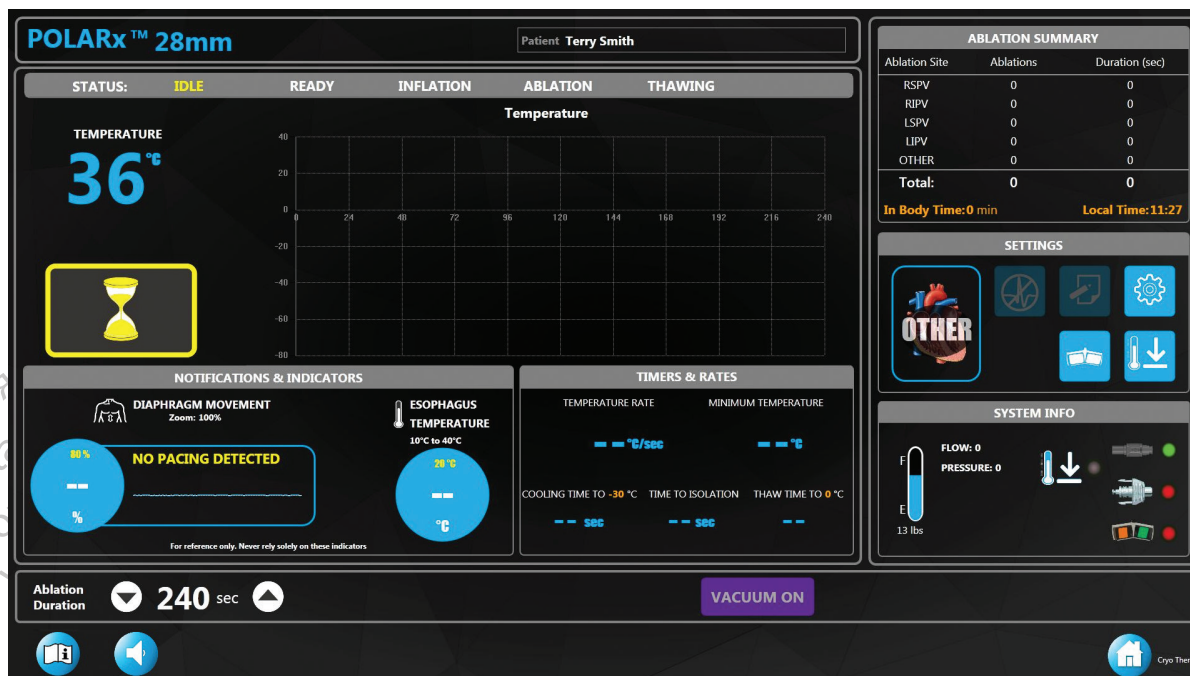 POLARx™ 28mm
Patient Terry Smith
STATUS: IDLE READY INFLATION ABLATION THAWING
TEMPERATURE
36 °C
Temperature
40
20
0
0 24 48 72 96 120 144 168 192 216 240
-20
-40
-60
-80
NOTIFICATIONS & INDICATORS
DIAPHRAGM MOVEMENT
Zoom: 100%
80 %
--
%
NO PACING DETECTED
ESOPHAGUS
TEMPERATURE
10°C to 40°C
20 °C
--
°C
For reference only. Never rely solely on these indicators
TIMERS & RATES
TEMPERATURE RATE MINIMUM TEMPERATURE
-- °C/sec -- °C
COOLING TIME TO -30 °C TIME TO ISOLATION THAW TIME TO 0 °C
-- sec -- sec --
ABLATION SUMMARY
Ablation Site Ablations Duration (sec)
RSPV 0 0
RIPV 0 0
LSPV 0 0
LIPV 0 0
OTHER 0 0
Total: 0 0
In Body Time:0 min Local Time:11:27
SETTINGS
OTHER
SYSTEM INFO
F
E
13 lbs
FLOW: 0
PRESSURE: 0
Ablation
Duration
240 sec
VACUUM ON
i
Cryo Ther